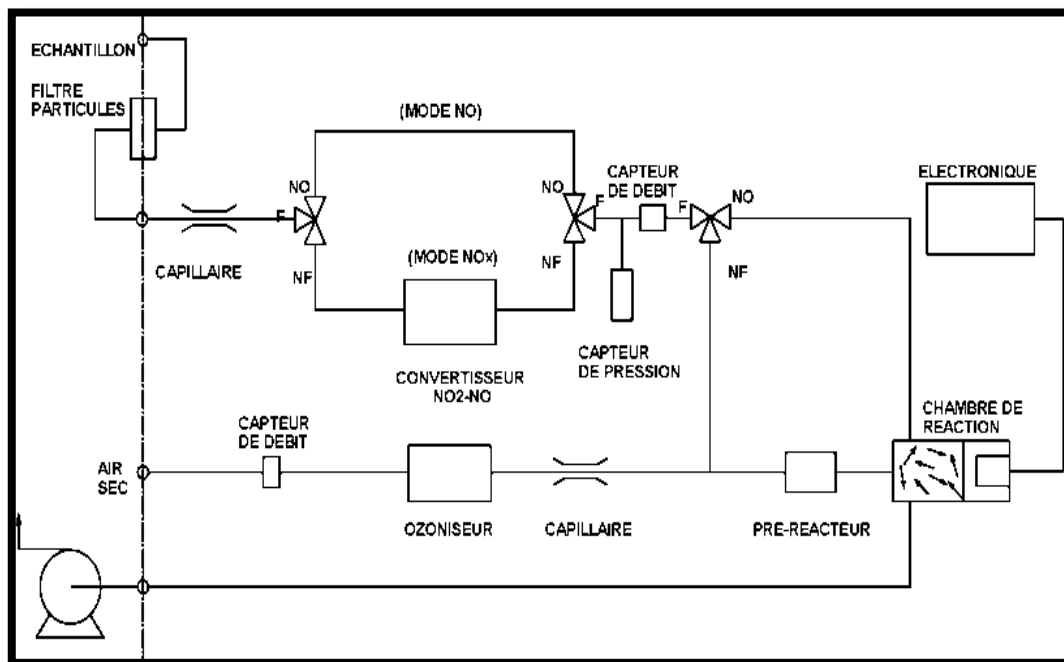 ECHANTILLON
FILTRE
PARTICULES
(MODE NO)
NO
NO
CAPTEUR
DE DEBIT
ELECTRONIQUE
F
F
F
NO
CAPILLAIRE
NF
(MODE NOx)
NF
NF
CONVERTISSEUR
NO2-NO
CAPTEUR
DE PRESSION
CAPTEUR
DE DEBIT
CHAMBRE DE
REACTION
AIR
SEC
OZONISEUR
CAPILLAIRE
PRE-REACTEUR